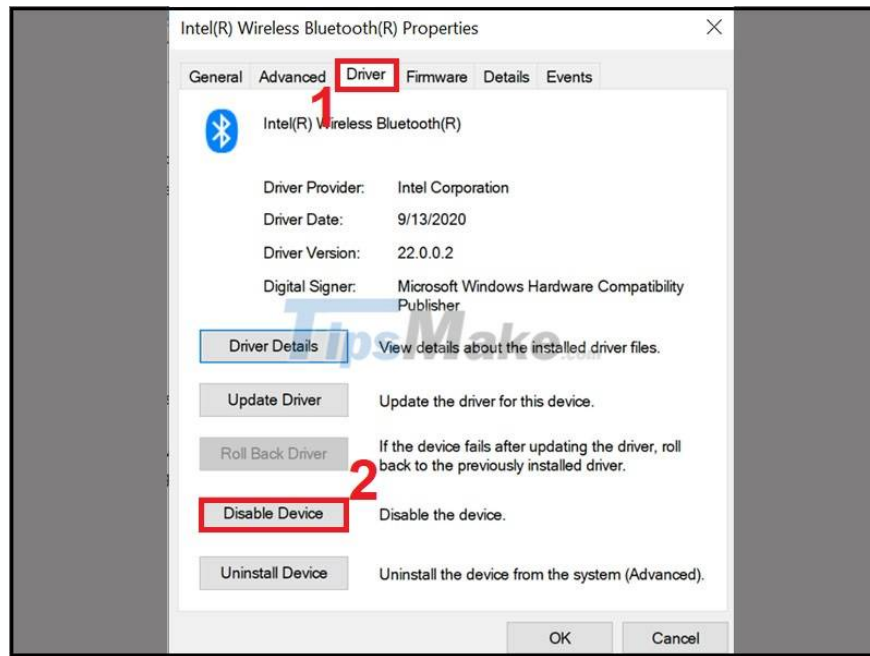 Intel(R) Wireless Bluetooth(R) Properties
General Advanced Driver Firmware Details Events
1
Intel(R) Wireless Bluetooth(R)
Driver Provider: Intel Corporation
Driver Date: 9/13/2020
Driver Version: 22.0.0.2
Digital Signer: Microsoft Windows Hardware Compatibility
Publisher
TipsMake.com
Driver Details View details about the installed driver files.
Update Driver Update the driver for this device.
Roll Back Driver If the device fails after updating the driver, roll
back to the previously installed driver.
2
Disable Device Disable the device.
Uninstall Device Uninstall the device from the system (Advanced).
OK Cancel